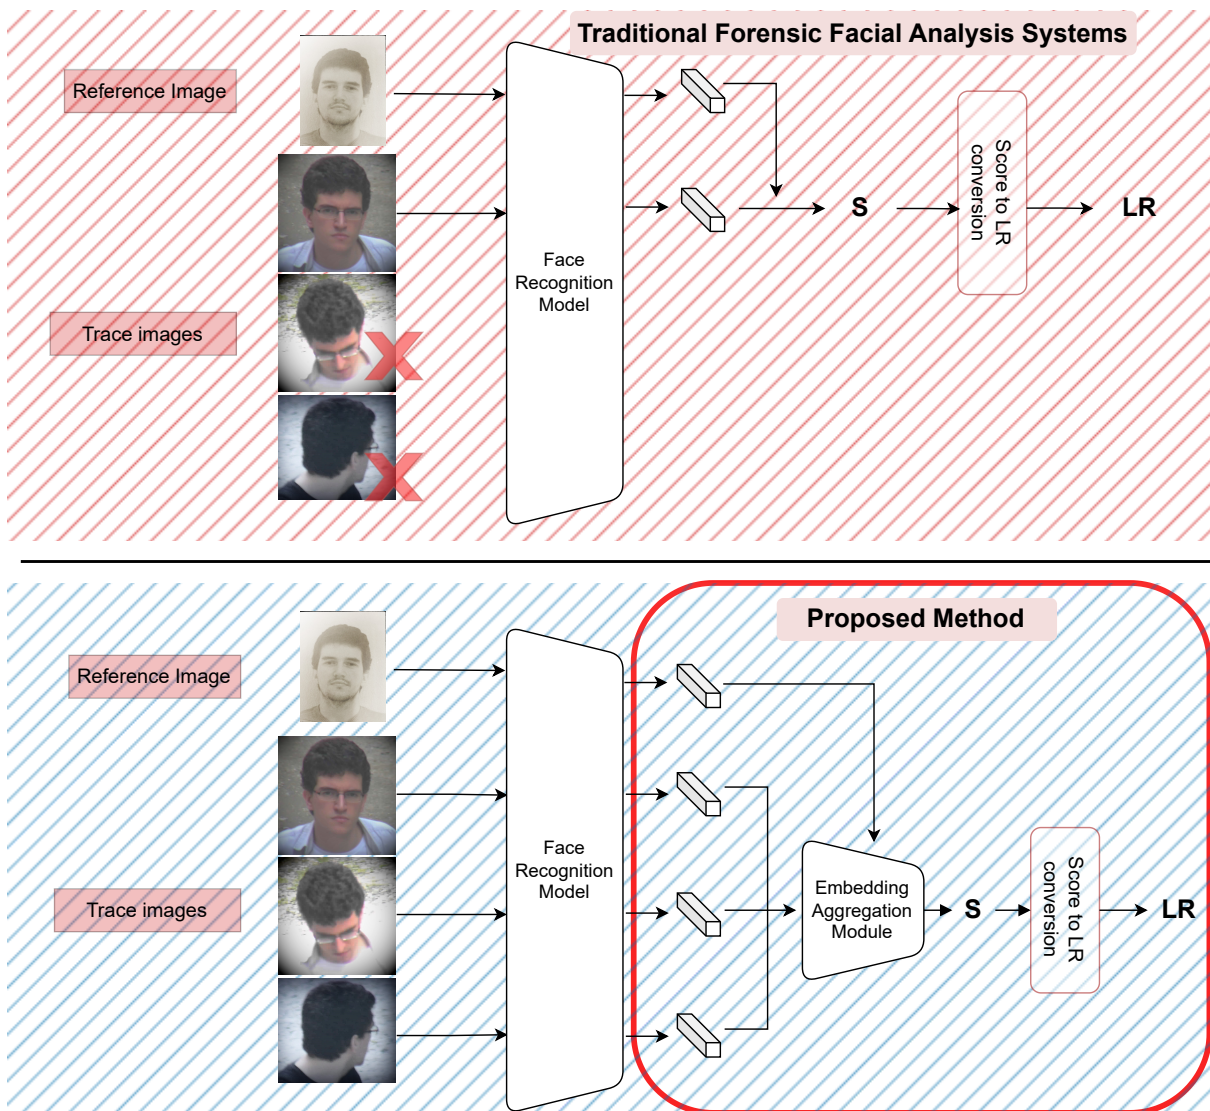 Traditional Forensic Facial Analysis Systems
Reference Image
Trace images
Face
Recognition
Model
S
Score to LR
conversion
LR
Proposed Method
Reference Image
Trace images
Face
Recognition
Model
Embedding
Aggregation
Module
S
Score to LR
conversion
LR